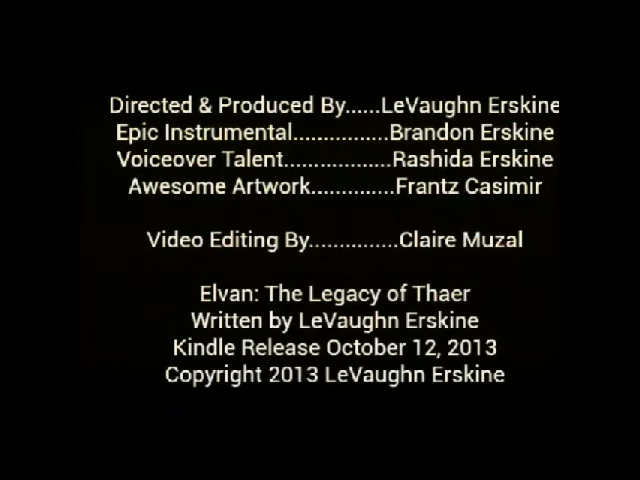 Directed & Produced By......LeVaughn Erskine
Epic Instrumental................Brandon Erskine
Voiceover Talent..................Rashida Erskine
Awesome Artwork..............Frantz Casimir
Video Editing By...............Claire Muzal
Elvan: The Legacy of Thaer
Written by LeVaughn Erskine
Kindle Release October 12, 2013
Copyright 2013 LeVaughn Erskine